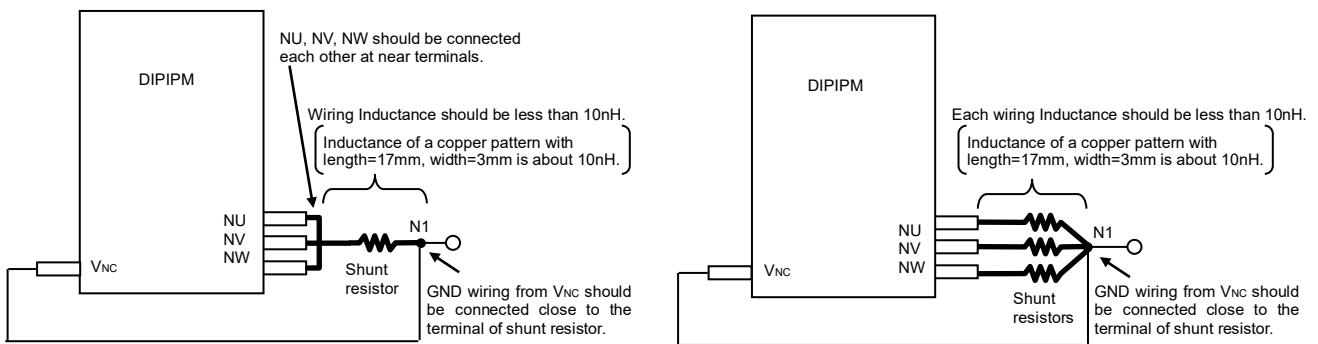 NU, NV, NW should be connected
each other at near terminals.
DIPIPM
Wiring Inductance should be less than 10nH.
Inductance of a copper pattern with
length=17mm, width=3mm is about 10nH.
NU
NV
NW
N1
VNC
Shunt
resistor
GND wiring from VNC should
be connected close to the
terminal of shunt resistor.
DIPIPM
Each wiring Inductance should be less than 10nH.
Inductance of a copper pattern with
length=17mm, width=3mm is about 10nH.
NU
NV
NW
N1
VNC
Shunt
resistors
GND wiring from VNC should
be connected close to the
terminal of shunt resistor.